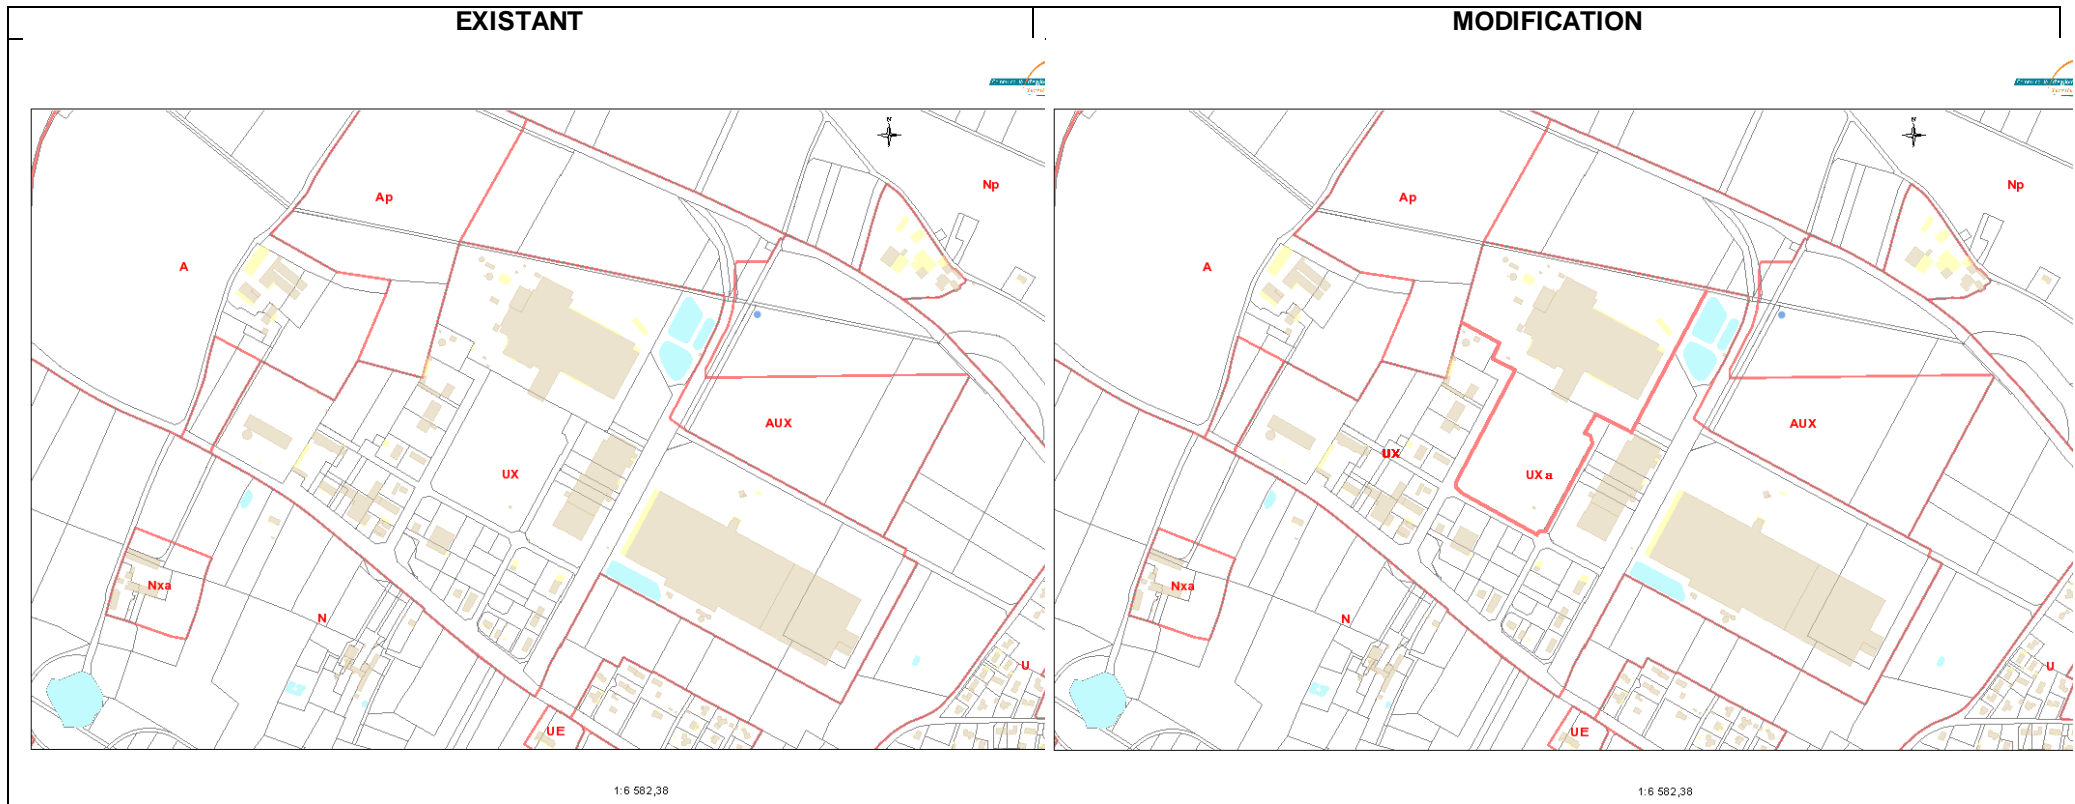 EXISTANT
MODIFICATION
N
Np
Ap
A
AUX
UX
Nxa
N
U
UE
1:6 582,38
N
Np
Ap
A
AUX
UX
UXa
Nxa
N
U
UE
1:6 582,38